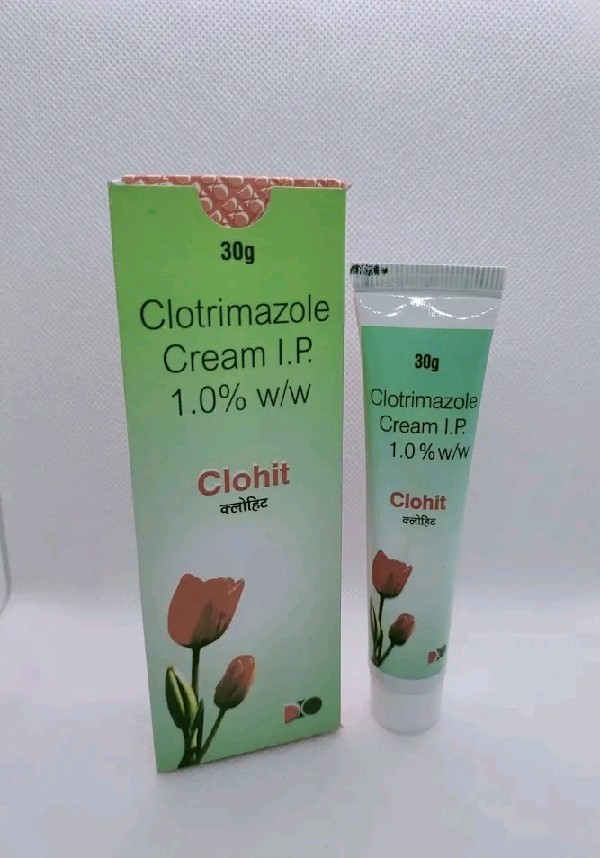 30g
Clotrimazole
Cream I.P.
1.0% w/w
Clohit
क्लोहिट
30g
Clotrimazole
Cream I.P.
1.0% w/w
Clohit
क्लोहिट